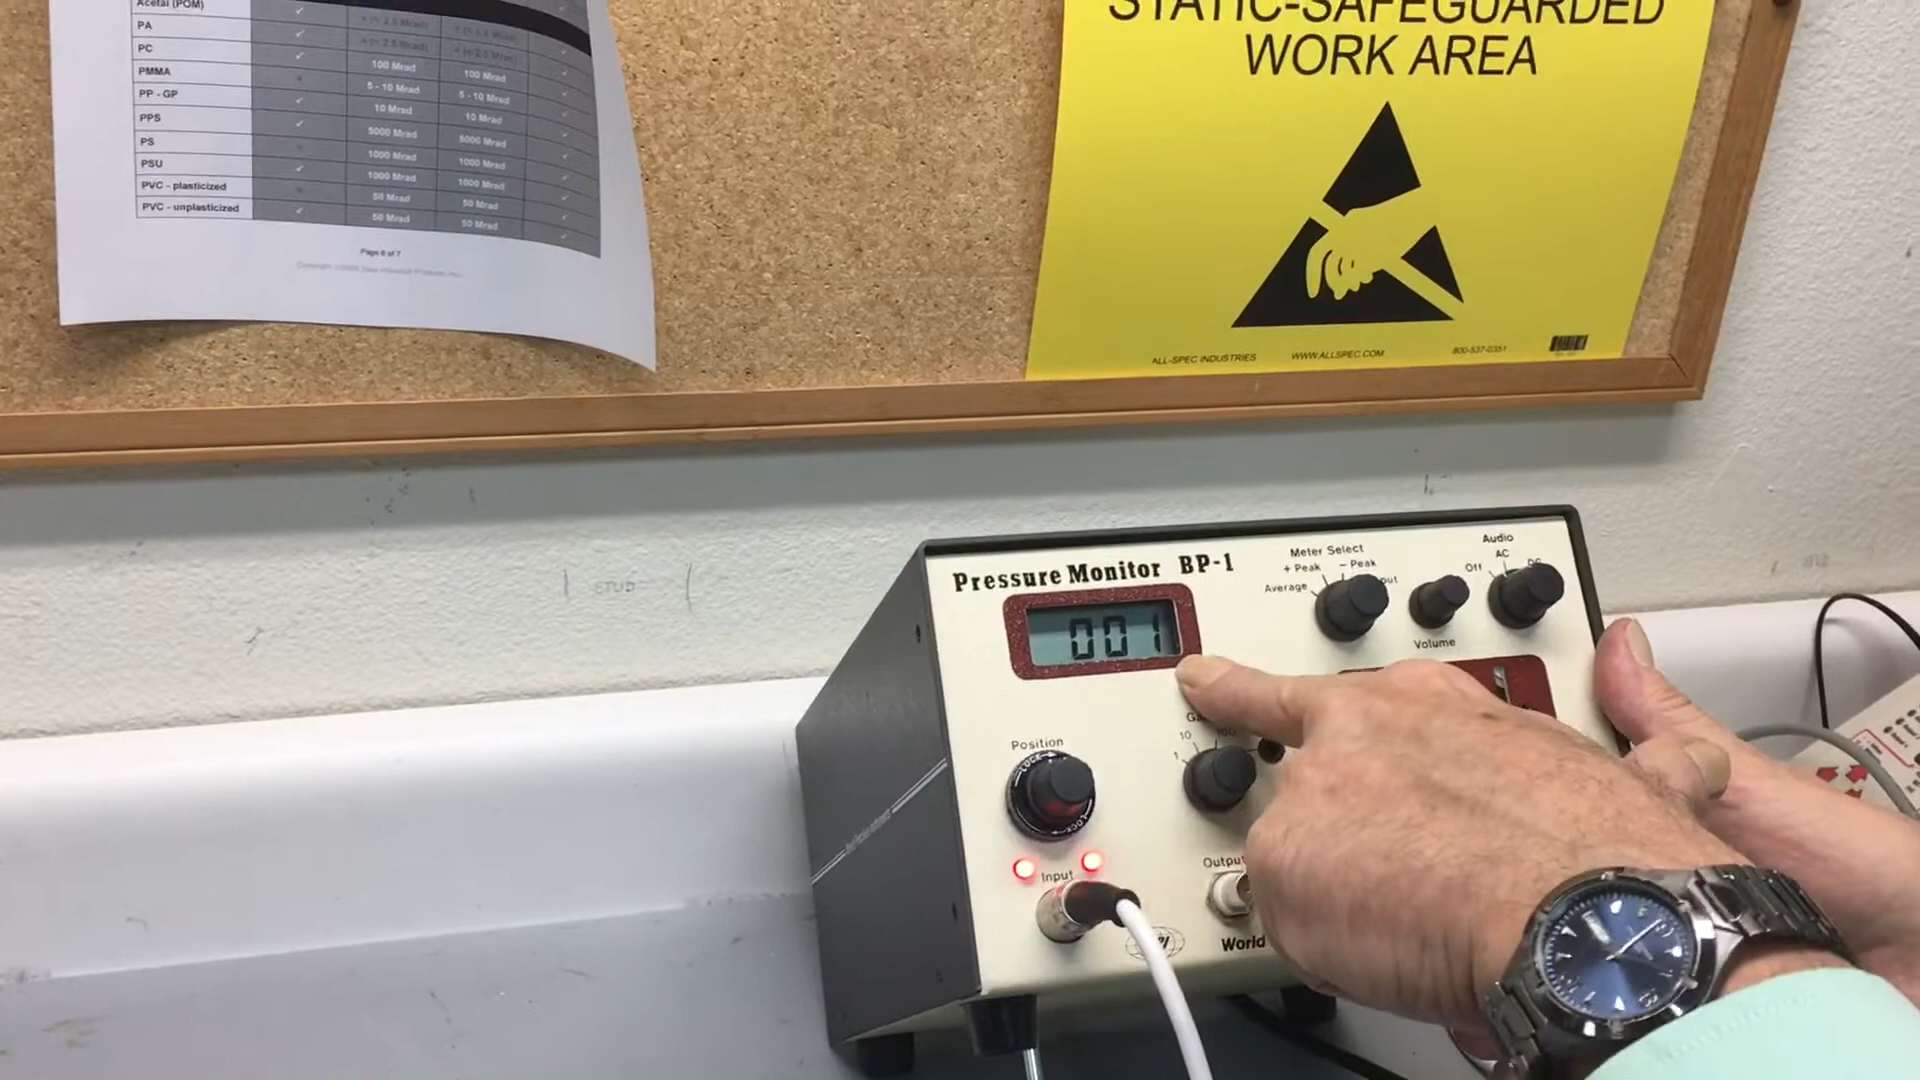 Acetal (POM)
PA
PC
100 Mrad 100 Mrad
PMMA
5 - 10 Mrad 5 - 10 Mrad
PP - GP
10 Mrad 10 Mrad
PPS
5000 Mrad 5000 Mrad
PS
1000 Mrad 1000 Mrad
PSU
1000 Mrad 1000 Mrad
PVC - plasticized
50 Mrad 50 Mrad
PVC - unplasticized
50 Mrad 50 Mrad
Page 6 of 7
STATIC-SAFEGUARDED
WORK AREA
ALL-SPEC INDUSTRIES WWW.ALLSPEC.COM 800-537-0351
STUD
Pressure Monitor BP-1
Meter Select
+ Peak - Peak
Average
Audio
Off AC DC
Volume
001
Position
LOCK
LOCK
10 100
1
Input
Output
World